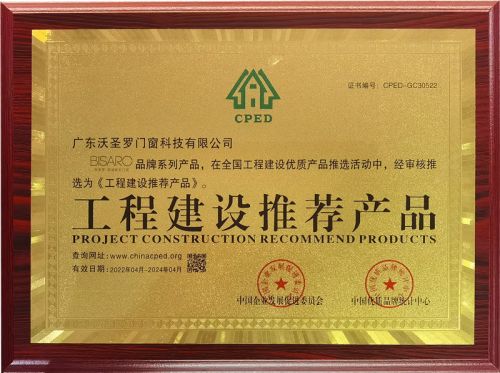 CPED
证书编号：CPED-GC30522
广东沃圣罗门窗科技有限公司
BISARO 品牌系列产品，在全国工程建设优质产品推选活动中，经审核推
选为《工程建设推荐产品》。
工程建设推荐产品
PROJECT CONSTRUCTION RECOMMEND PRODUCTS
查询网址:www.chinacped.org
有效日期:2022年04月-2024年04月
中国企业发展促进委员会
中国优质品牌统计中心